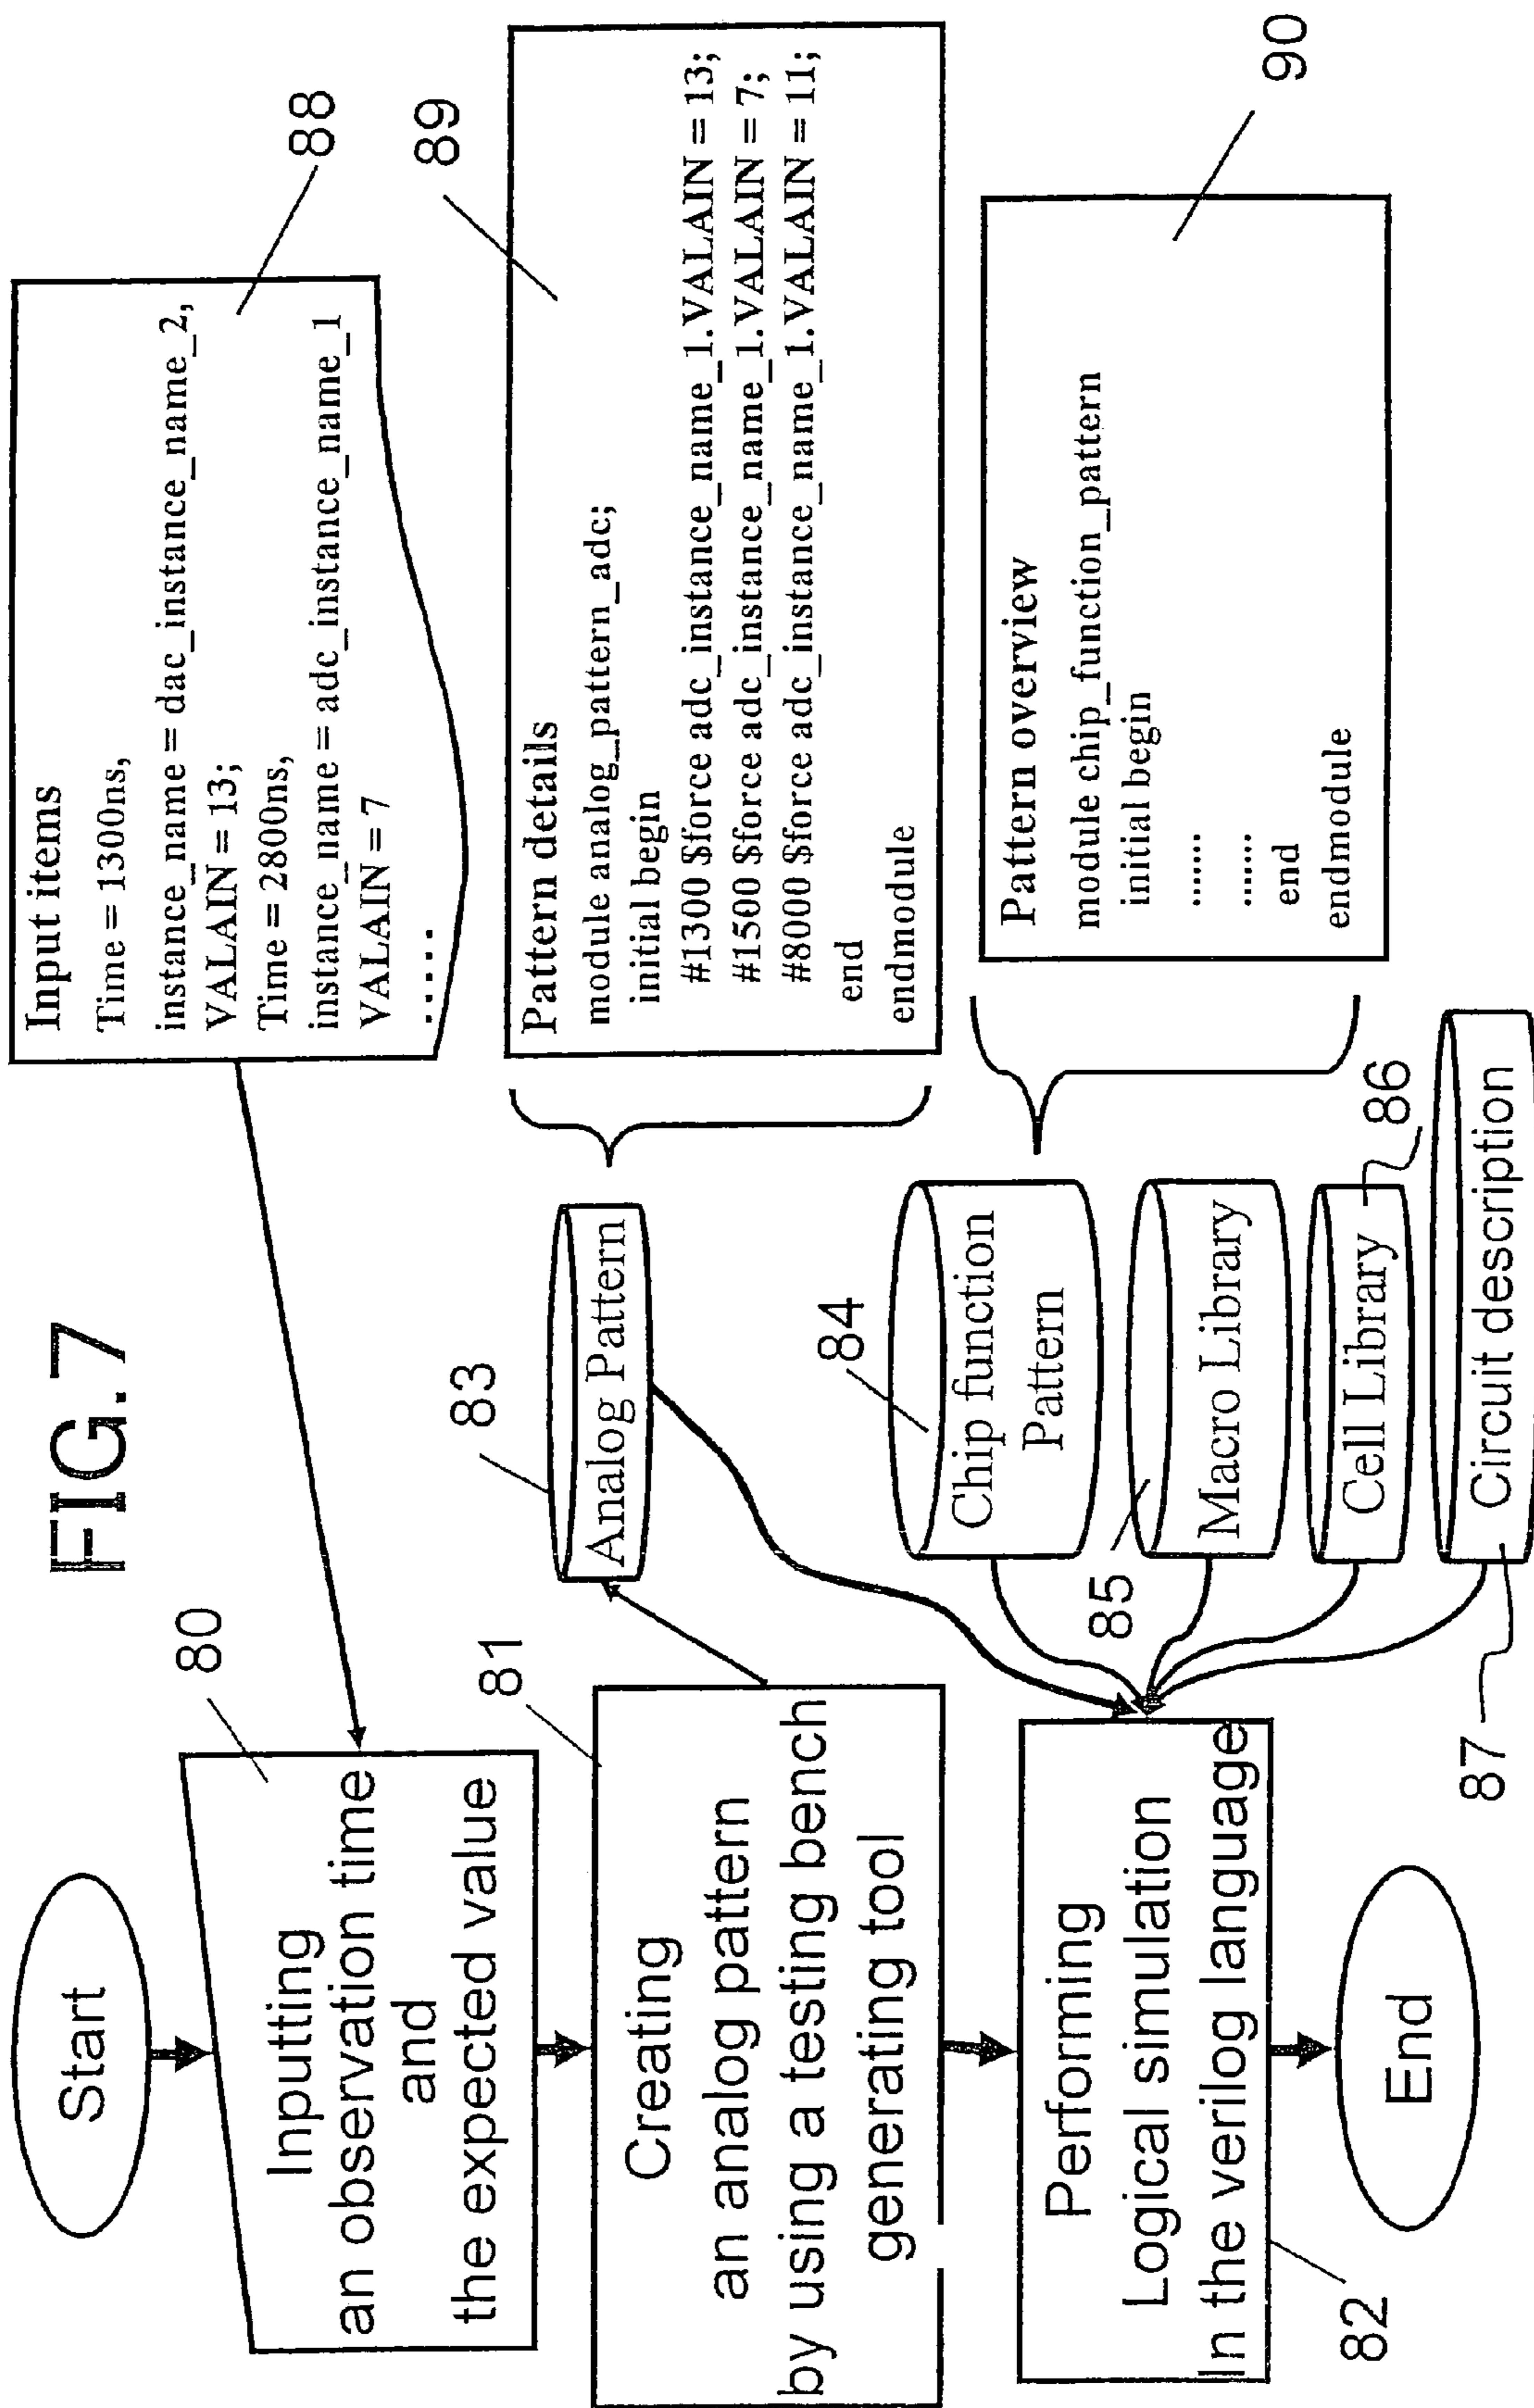 FIG.7
Start
80
Inputting
an observation time
and
the expected value
81
Creating
an analog pattern
by using a testing bench
generating tool
Performing
Logical simulation
In the verilog language
82
End
83
Analog Pattern
84
Chip function
Pattern
85
Macro Library
Cell Library
86
Circuit description
87
Input items
Time = 1300ns,
instance_name = dac_instance_name_2,
VALAIN = 13;
Time = 2800ns,
instance_name = adc_instance_name_1
VALAIN = 7
.....
88
Pattern details
module analog_pattern_adc;
initial begin
#1300 $force adc_instance_name_1.VALAIN = 13;
#1500 $force adc_instance_name_1.VALAIN = 7;
#8000 $force adc_instance_name_1.VALAIN = 11;
end
endmodule
89
Pattern overview
module chip_function_pattern
initial begin
.......
.......
end
endmodule
90